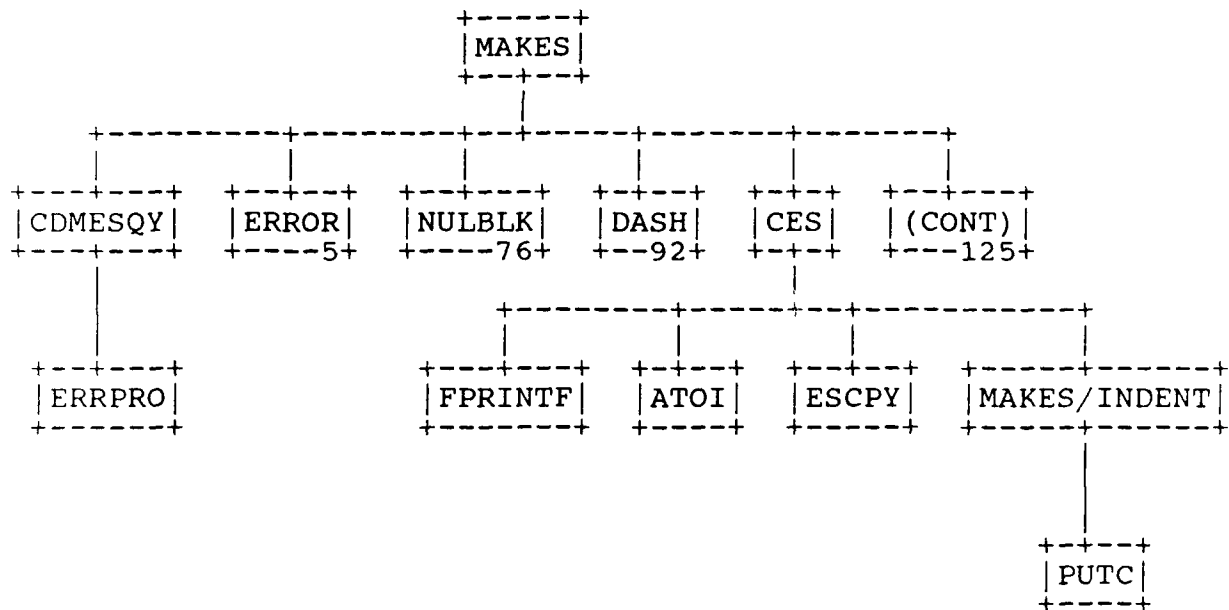 MAKES
CDMESQY ERROR NULBLK DASH CES (CONT)
5 76 92 125
ERRPRO FPRINTF ATOI ESCPY MAKES/INDENT
PUTC